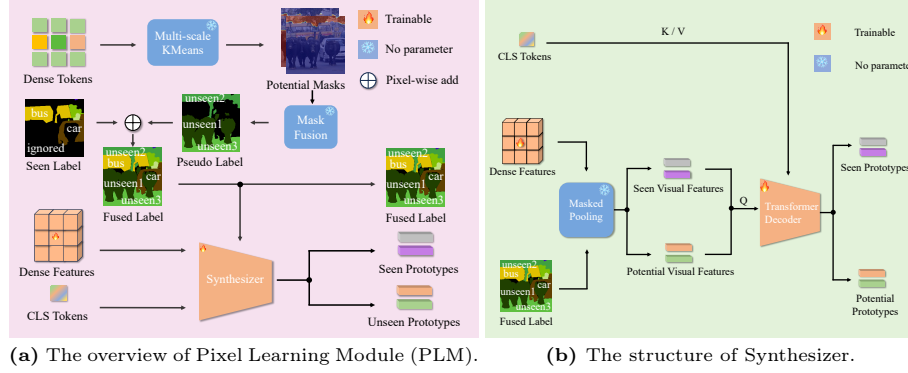 Dense Tokens
Multi-scale
KMeans
Potential Masks
Trainable
No parameter
Pixel-wise add
bus
car
ignored
Seen Label
unseen2
unseen1
unseen3
Pseudo Label
Mask
Fusion
unseen2
bus
car
unseen1
unseen3
Fused Label
unseen2
bus
car
unseen1
unseen3
Fused Label
Dense Features
CLS Tokens
Synthesizer
Seen Prototypes
Unseen Prototypes
(a) The overview of Pixel Learning Module (PLM).
CLS Tokens
K / V
Trainable
No parameter
Dense Features
Masked
Pooling
unseen2
bus
car
unseen1
unseen3
Fused Label
Seen Visual Features
Potential Visual Features
Q
Transformer
Decoder
Seen Prototypes
Potential
Prototypes
(b) The structure of Synthesizer.